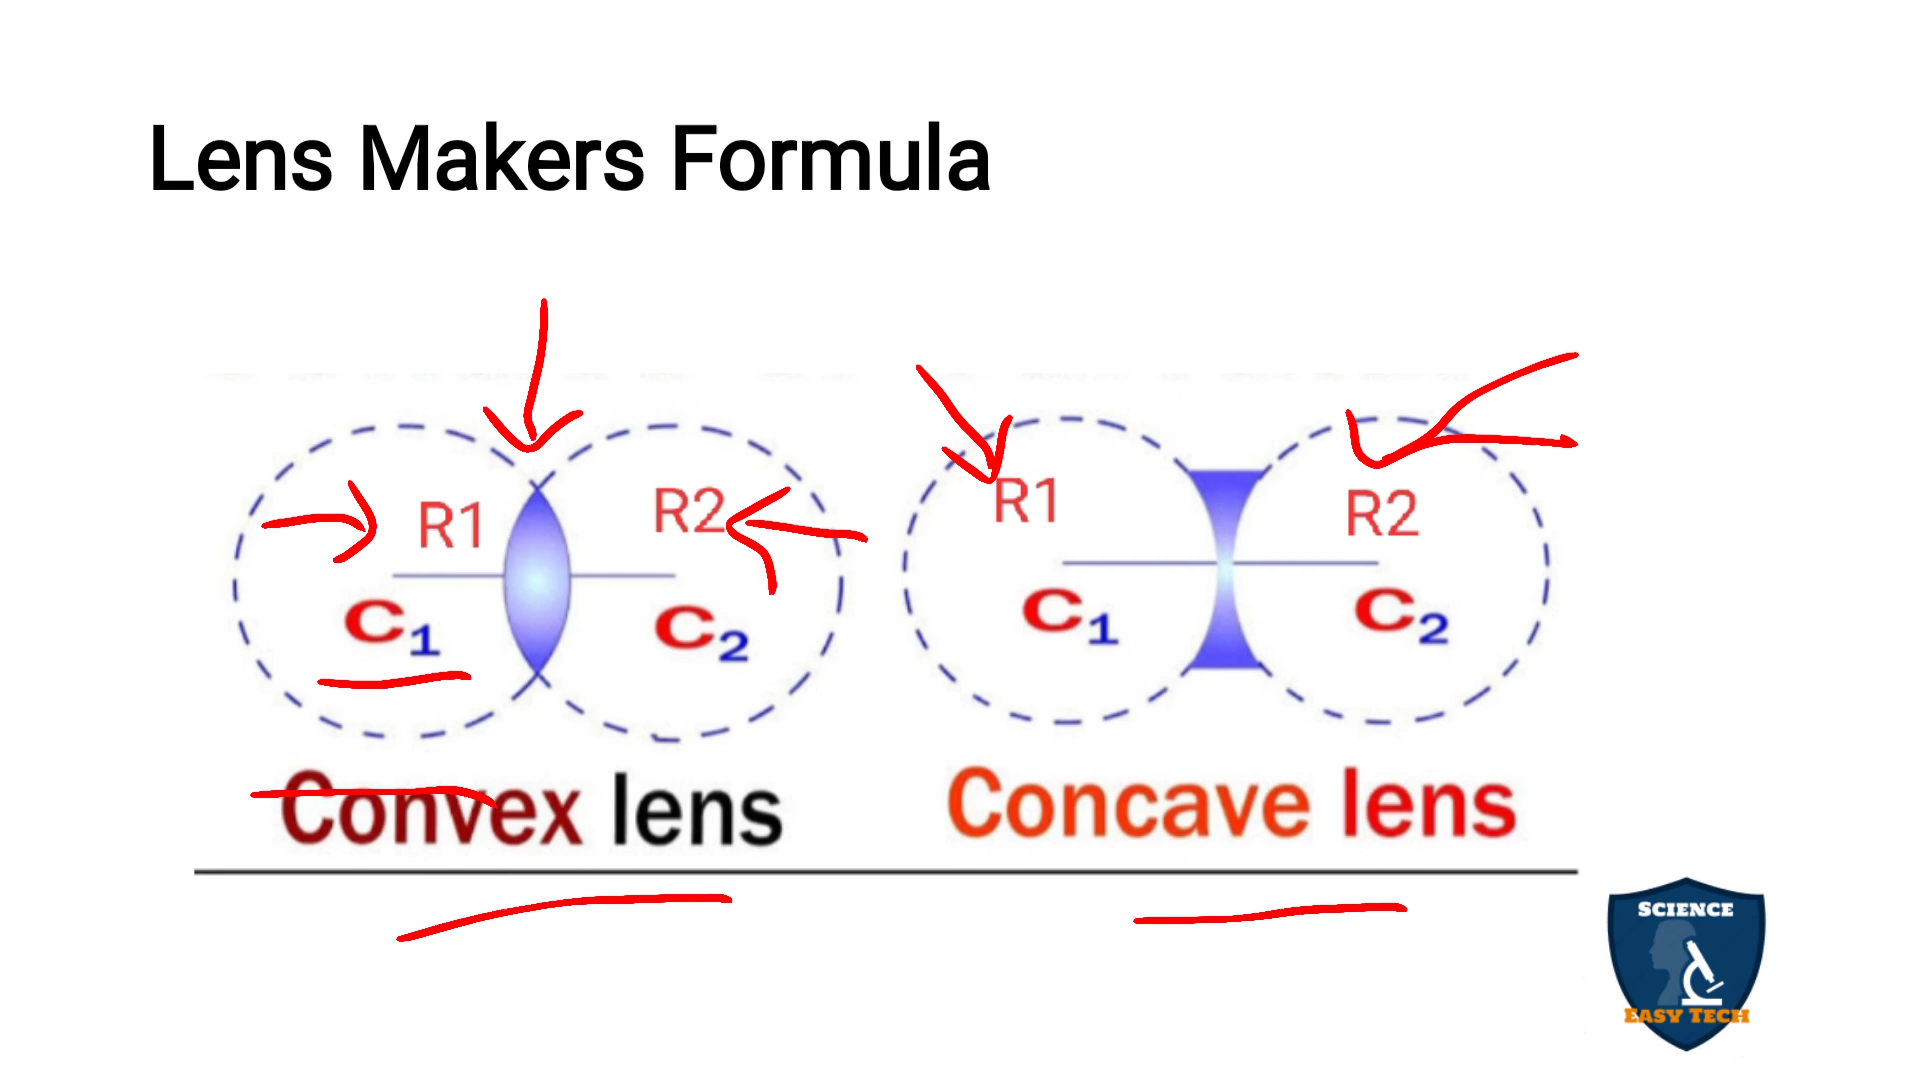 Lens Makers Formula
R1 R2 R1 R2
C1 C2 C1 C2
Convex lens Concave lens
SCIENCE
EASY TECH